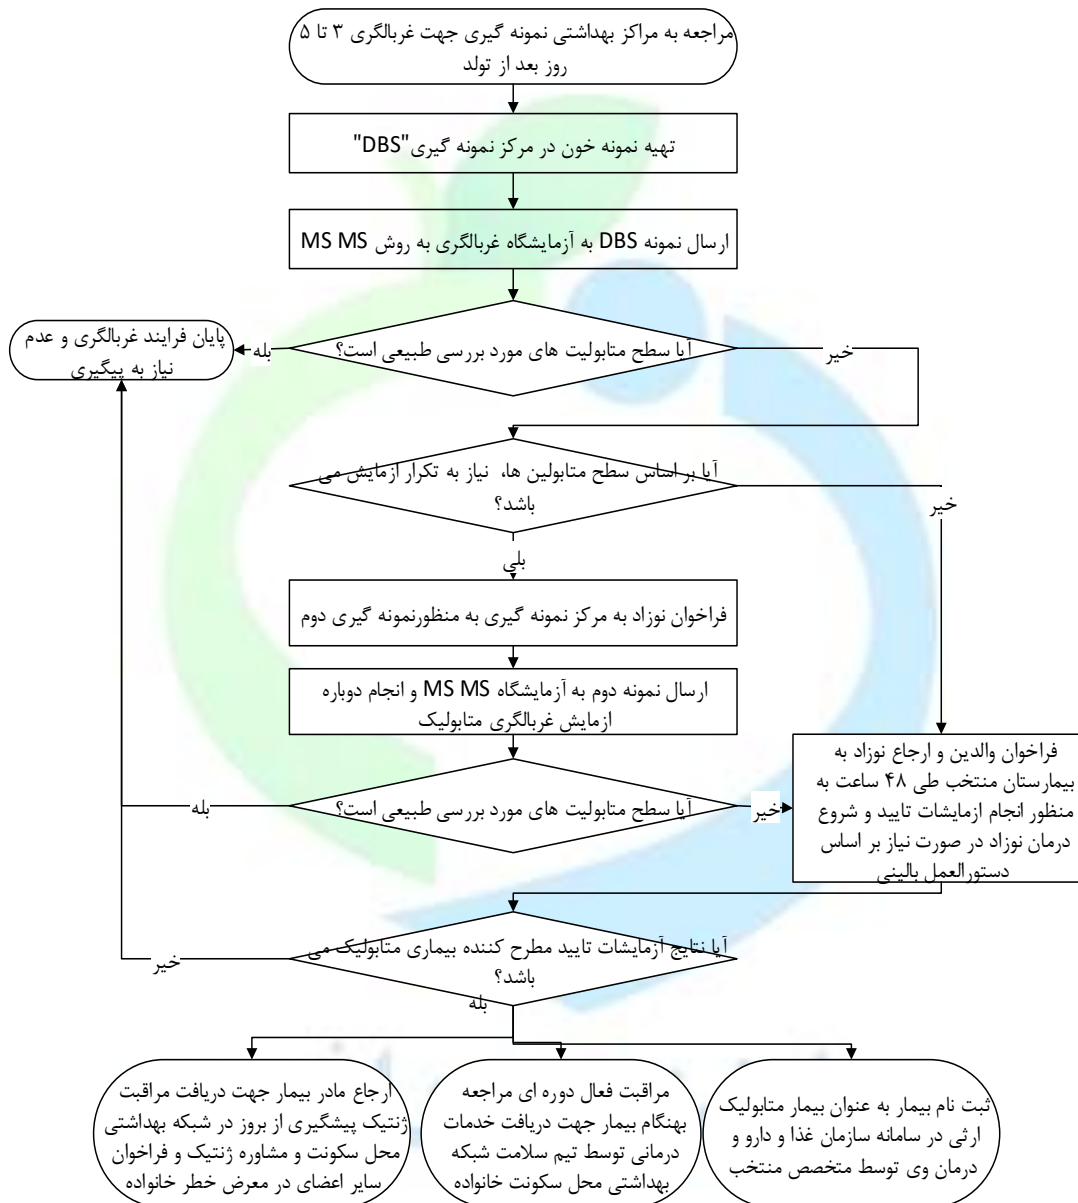 مراجعه به مراکز بهداشتی نمونه گیری جهت غربالگری ۳ تا ۵
روز بعد از تولد
تهیه نمونه خون در مرکز نمونه گیری"DBS"
ارسال نمونه DBS به آزمایشگاه غربالگری به روش MS MS
آیا سطح متابولیت های مورد بررسی طبیعی است؟
خیر
بله
پایان فرایند غربالگری و عدم
نیاز به پیگیری
آیا بر اساس سطح متابولین ها، نیاز به تکرار ازمایش می
باشد؟
خیر
بلی
فراخوان نوزاد به مرکز نمونه گیری به منظورنمونه گیری دوم
ارسال نمونه دوم به آزمایشگاه MS MS و انجام دوباره
ازمایش غربالگری متابولیک
آیا سطح متابولیت های مورد بررسی طبیعی است؟
خیر
بله
فراخوان والدین و ارجاع نوزاد به
بیمارستان منتخب طی ۴۸ ساعت به
منظور انجام ازمایشات تایید و شروع
درمان نوزاد در صورت نیاز بر اساس
دستورالعمل بالینی
آیا نتایج آزمایشات تایید مطرح کننده بیماری متابولیک می
باشد؟
خیر
بله
ثبت نام بیمار به عنوان بیمار متابولیک
ارثی در سامانه سازمان غذا و دارو و
درمان وی توسط متخصص منتخب
مراقبت فعال دوره ای مراجعه
بهنگام بیمار جهت دریافت خدمات
درمانی توسط تیم سلامت شبکه
بهداشتی محل سکونت خانواده
ارجاع مادر بیمار جهت دریافت مراقبت
ژنتیک پیشگیری از بروز در شبکه بهداشتی
محل سکونت و مشاوره ژنتیک و فراخوان
سایر اعضای در معرض خطر خانواده